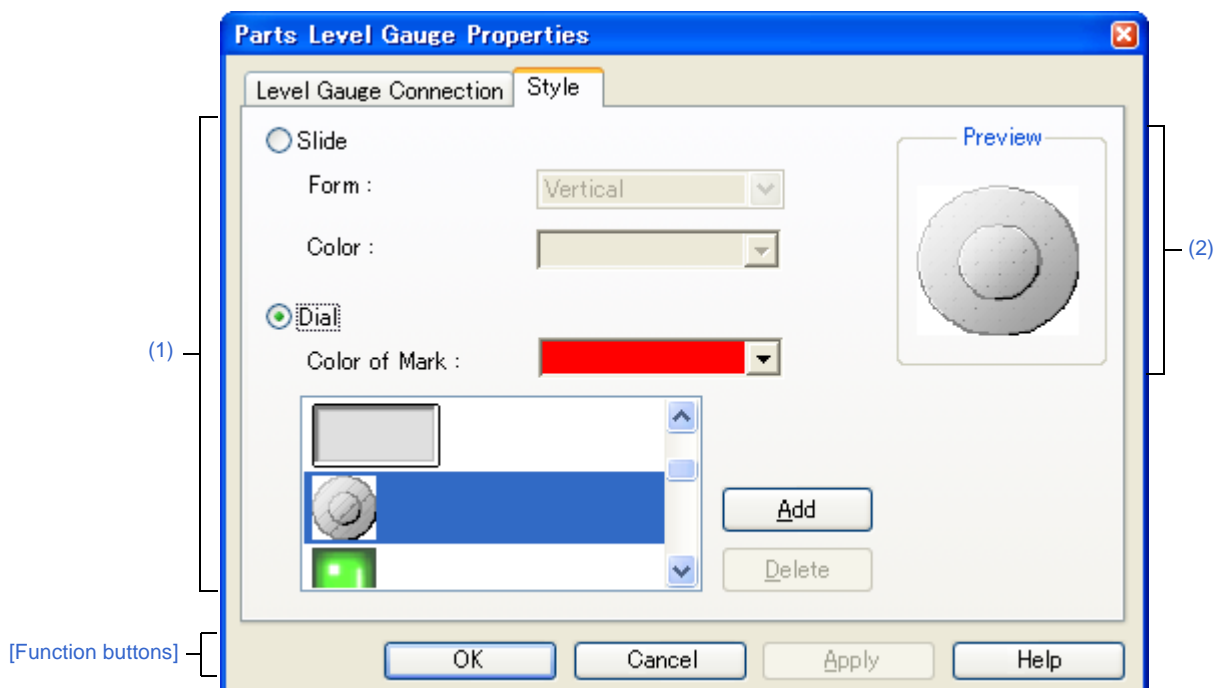 Parts Level Gauge Properties
Level Gauge Connection
Style
Slide
Preview
Form :
Vertical
Color :
(2)
Dial
(1)
Color of Mark :
Add
Delete
[Function buttons]
OK
Cancel
Apply
Help